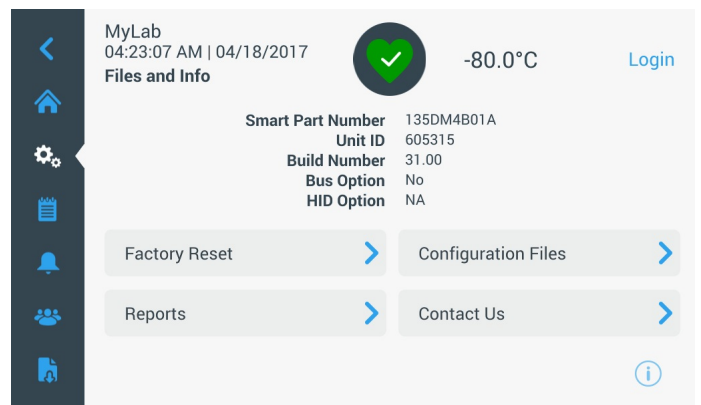 MyLab
04:23:07 AM | 04/18/2017
Files and Info
-80.0°C
Login
Smart Part Number 135DM4B01A
Unit ID 605315
Build Number 31.00
Bus Option No
HID Option NA
Factory Reset
Configuration Files
Reports
Contact Us